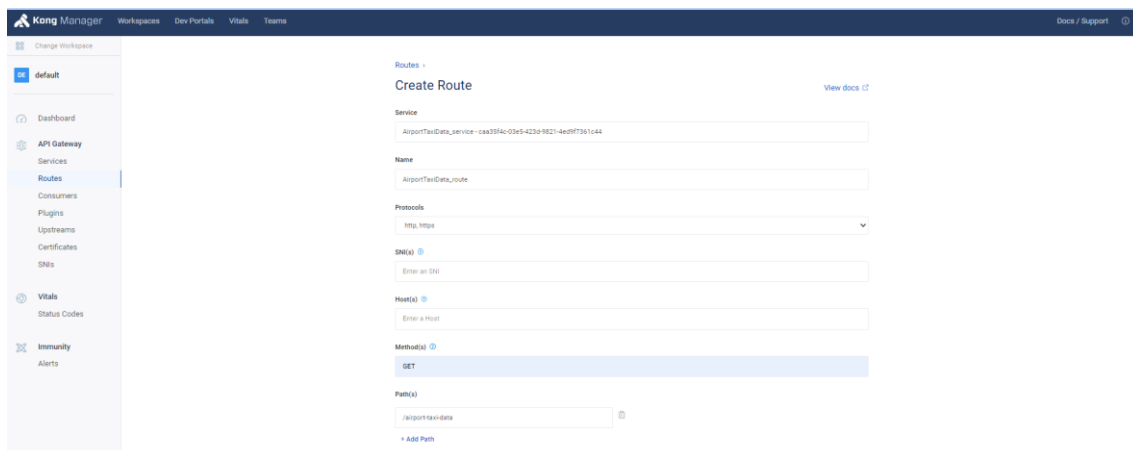 Kong Manager Workspaces Dev Portals Vitals Teams Docs / Support
Change Workspace
DE default
Dashboard
API Gateway
Services
Routes
Consumers
Plugins
Upstreams
Certificates
SNIs
Vitals
Status Codes
Immunity
Alerts
Routes ›
Create Route
View docs
Service
AirportTaxiData_service - caa35f4c-03e5-423d-9821-4ed9f7361c44
Name
AirportTaxiData_route
Protocols
http, https
SNI(s)
Enter an SNI
Host(s)
Enter a Host
Method(s)
GET
Path(s)
/airport-taxi-data
+ Add Path